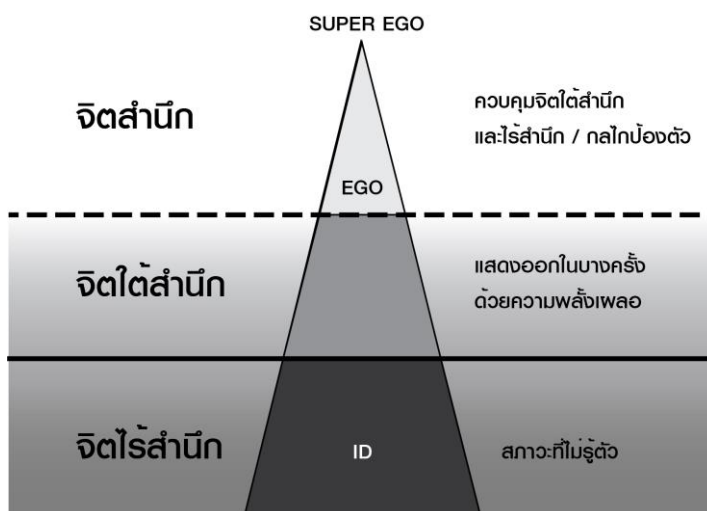 SUPER EGO
จิตสำนึก
ควบคุมจิตใต้สำนึก
และไร้สำนึก / กลไกป้องตัว
EGO
จิตใต้สำนึก
แสดงออกในบางครั้ง
ด้วยความพลั้งเผลอ
จิตไร้สำนึก
ID
สภาวะที่ไม่รู้ตัว